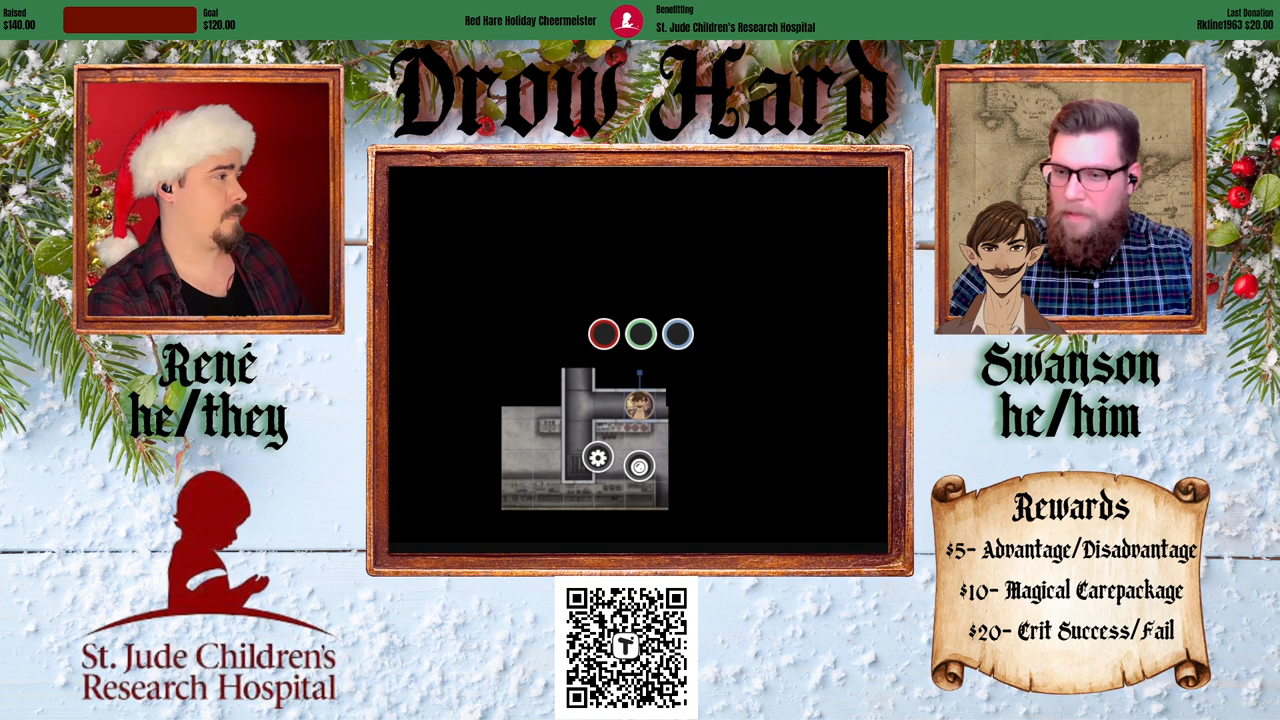 Raised
$140.00
Goal
$120.00
Red Hare Holiday Cheermeister
Benefitting
St. Jude Children's Research Hospital
Last Donation
Rkline1963 $20.00
Drow Hard
René
he/they
Swanson
he/him
St. Jude Children's
Research Hospital
Rewards
$5- Advantage/Disadvantage
$10- Magical Carepackage
$20- Crit Success/Fail